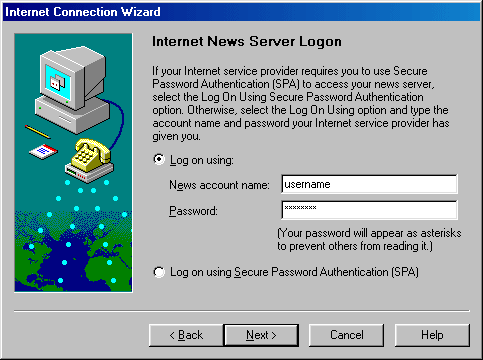 Internet Connection Wizard
Internet News Server Logon
If your Internet service provider requires you to use Secure
Password Authentication (SPA) to access your news server,
select the Log On Using Secure Password Authentication
option. Otherwise, select the Log On Using option and type the
account name and password your Internet service provider has
given you.
Log on using:
News account name: username
Password: ********
(Your password will appear as asterisks
to prevent others from reading it.)
Log on using Secure Password Authentication (SPA)
< Back Next > Cancel Help